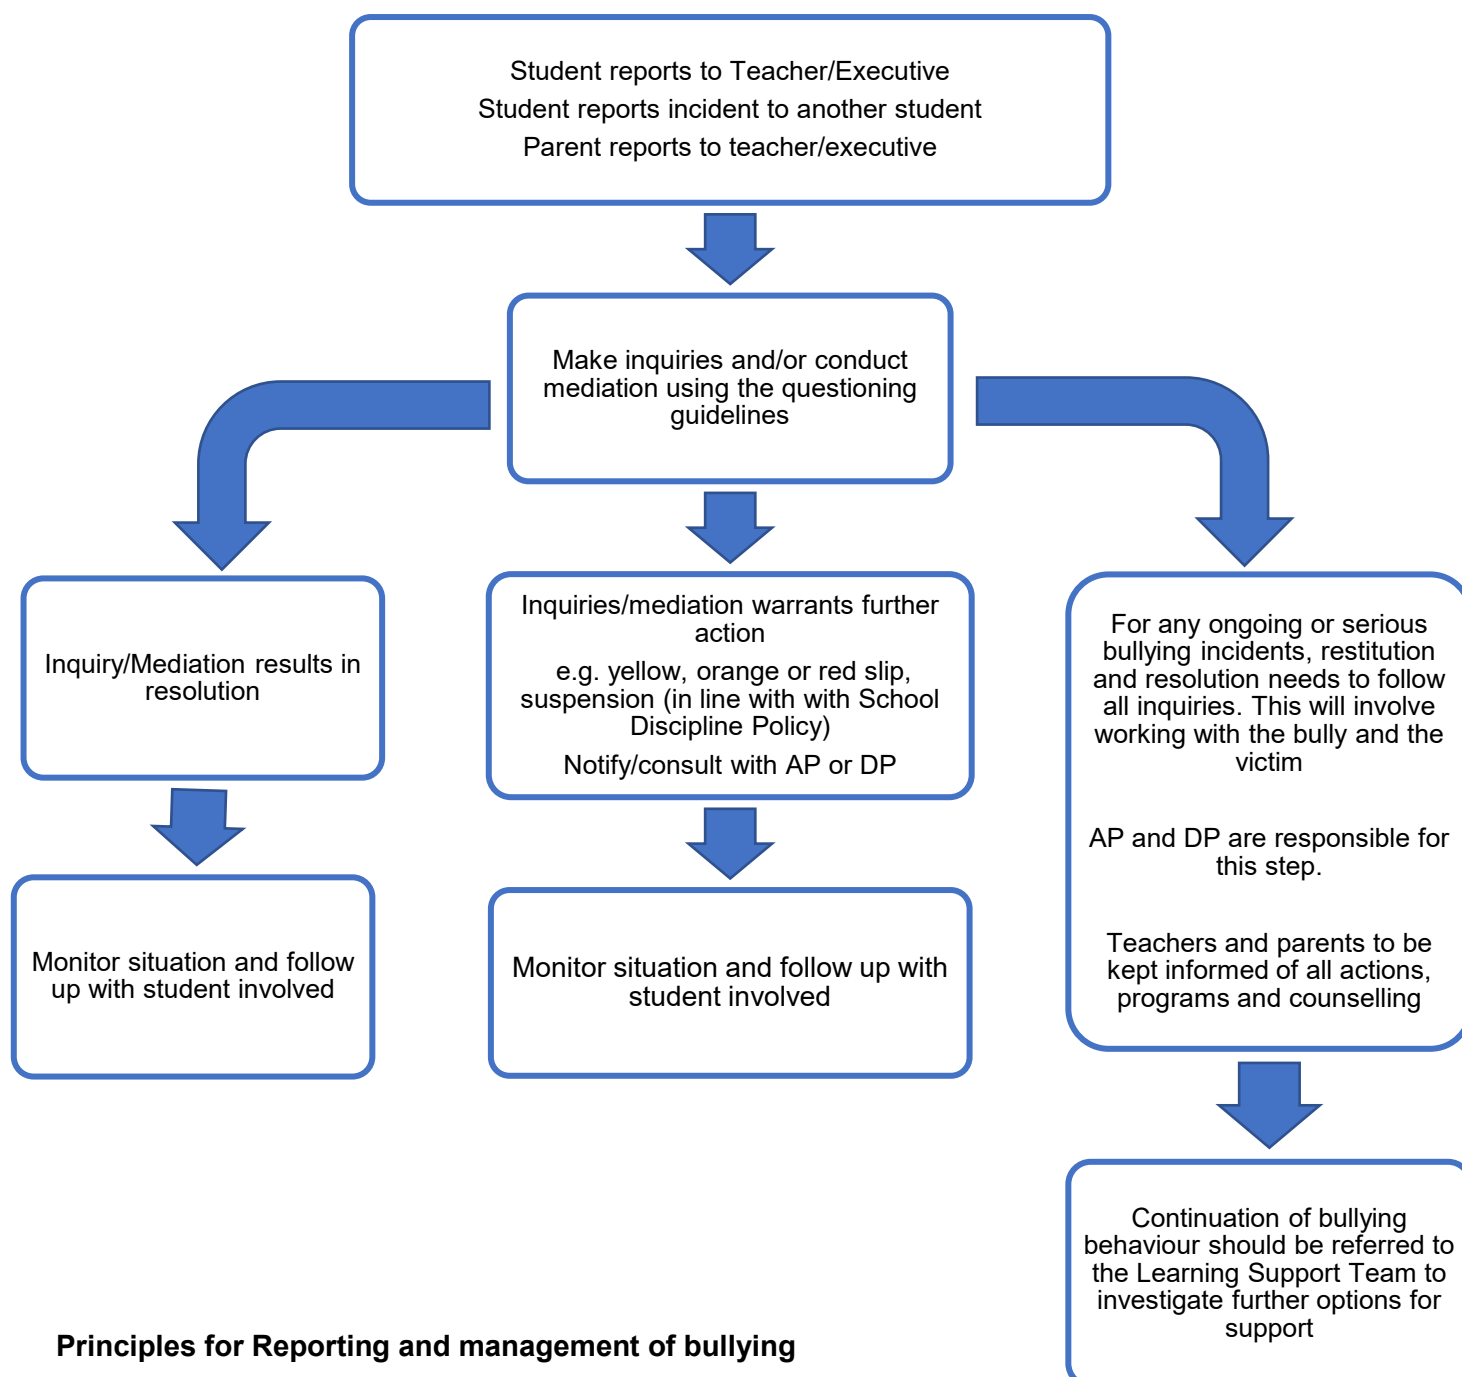 Student reports to Teacher/Executive
Student reports incident to another student
Parent reports to teacher/executive
Make inquiries and/or conduct
mediation using the questioning
guidelines
Inquiry/Mediation results in
resolution
Monitor situation and follow
up with student involved
Inquiries/mediation warrants further
action
e.g. yellow, orange or red slip,
suspension (in line with with School
Discipline Policy)
Notify/consult with AP or DP
Monitor situation and follow up with
student involved
For any ongoing or serious
bullying incidents, restitution
and resolution needs to follow
all inquiries. This will involve
working with the bully and the
victim
AP and DP are responsible for
this step.
Teachers and parents to be
kept informed of all actions,
programs and counselling
Continuation of bullying
behaviour should be referred to
the Learning Support Team to
investigate further options for
support
Principles for Reporting and management of bullying